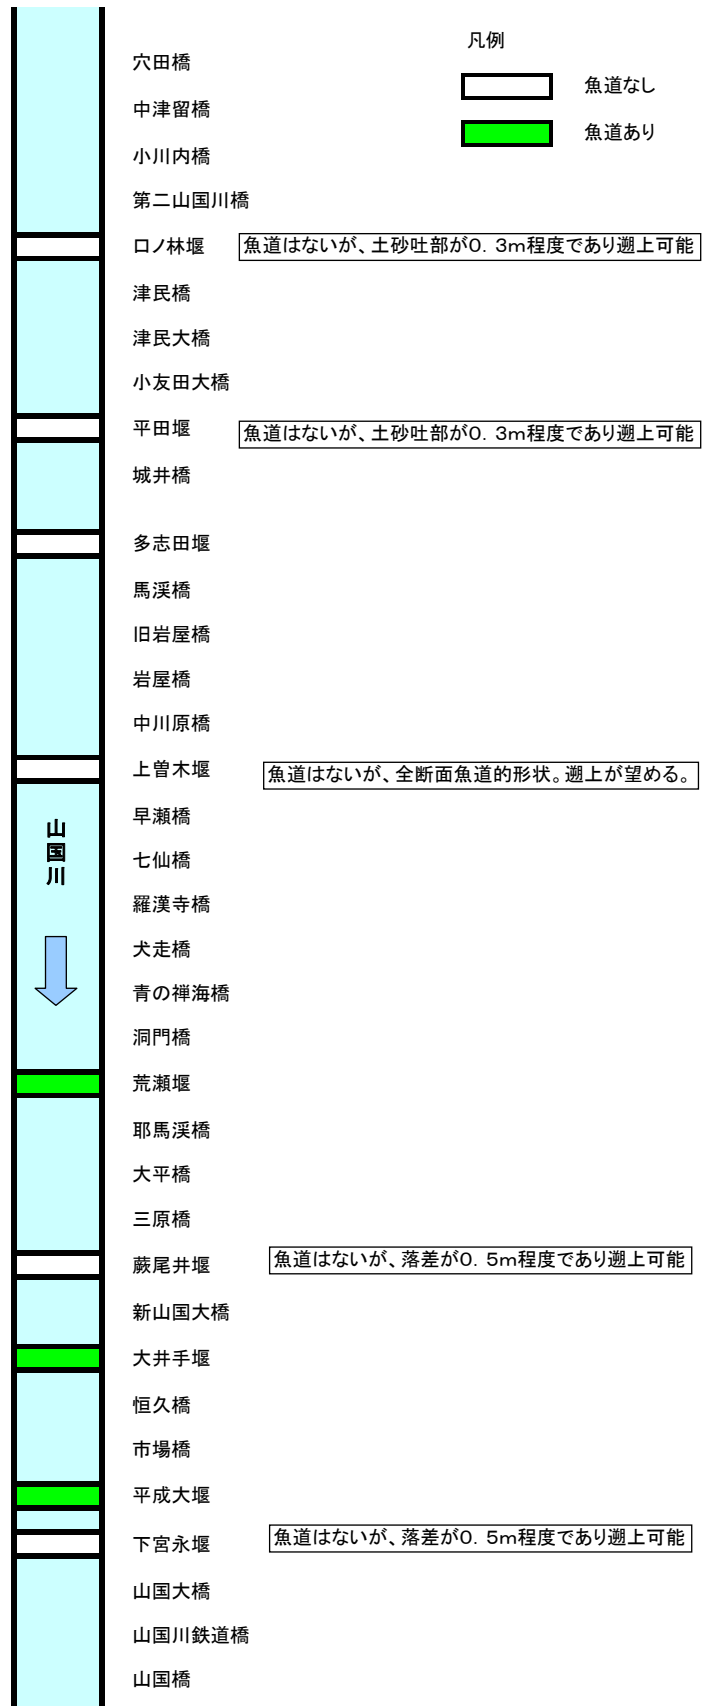 凡例
魚道なし
魚道あり
穴田橋
中津留橋
小川内橋
第二山国川橋
口ノ林堰
魚道はないが、土砂吐部が0．3m程度であり遡上可能
津民橋
津民大橋
小友田大橋
平田堰
魚道はないが、土砂吐部が0．3m程度であり遡上可能
城井橋
多志田堰
馬渓橋
旧岩屋橋
岩屋橋
中川原橋
上曽木堰
魚道はないが、全断面魚道的形状。遡上が望める。
山国川
早瀬橋
七仙橋
羅漢寺橋
犬走橋
青の禅海橋
洞門橋
荒瀬堰
耶馬渓橋
大平橋
三原橋
蕨尾井堰
魚道はないが、落差が0．5m程度であり遡上可能
新山国大橋
大井手堰
恒久橋
市場橋
平成大堰
下宮永堰
魚道はないが、落差が0．5m程度であり遡上可能
山国大橋
山国川鉄道橋
山国橋